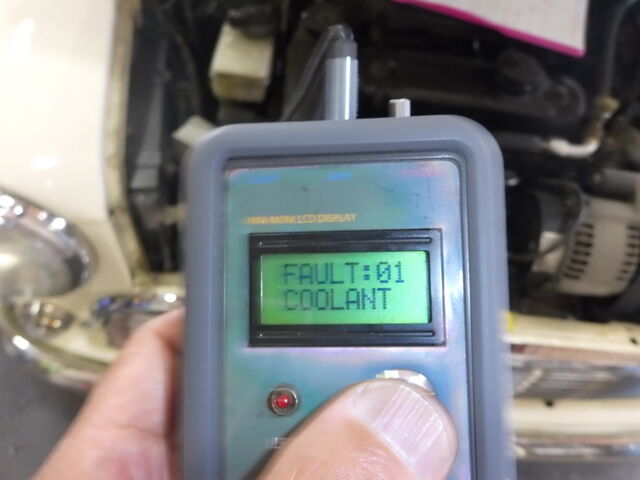 MINI-MONI LCD DISPLAY
FAULT:01
COOLANT